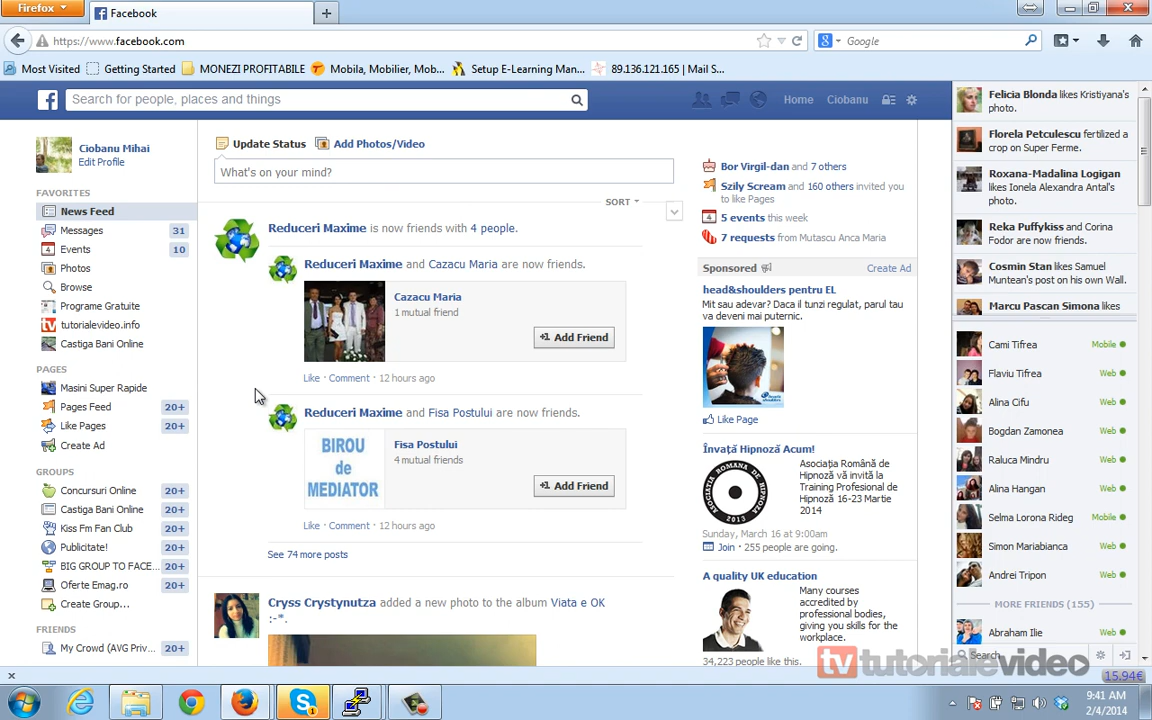 Firefox
Facebook
https://www.facebook.com
Google
Most Visited
Getting Started
MONEZI PROFITABILE
Mobila, Mobilier, Mob...
Setup E-Learning Man...
89.136.121.165 | Mail S...
Search for people, places and things
Home
Ciobanu
Ciobanu Mihai
Edit Profile
FAVORITES
News Feed
Messages 31
Events 10
Photos
Browse
Programe Gratuite
tutorialevideo.info
Castiga Bani Online
PAGES
Masini Super Rapide
Pages Feed 20+
Like Pages 20+
Create Ad
GROUPS
Concursuri Online 20+
Castiga Bani Online 20+
Kiss Fm Fan Club 20+
Publicitate! 20+
BIG GROUP TO FACE... 20+
Oferte Emag.ro 20+
Create Group...
FRIENDS
My Crowd (AVG Priv... 20+
Update Status
Add Photos/Video
What's on your mind?
SORT
Reduceri Maxime is now friends with 4 people.
Reduceri Maxime and Cazacu Maria are now friends.
Cazacu Maria
1 mutual friend
+1 Add Friend
Like · Comment · 12 hours ago
Reduceri Maxime and Fisa Postului are now friends.
BIROU
de
MEDIATOR
Fisa Postului
4 mutual friends
+1 Add Friend
Like · Comment · 12 hours ago
See 74 more posts
Cryss Crystynutza added a new photo to the album Viata e OK
:-*.
Bor Virgil-dan and 7 others
Szily Scream and 160 others invited you
to like Pages
5 events this week
7 requests from Mutascu Anca Maria
Sponsored
Create Ad
head&shoulders pentru EL
Mit sau adevar? Daca il tunzi regulat, parul tau
va deveni mai puternic.
Like Page
Învaţă Hipnoză Acum!
ASOCIATIA ROMANA DE HIPNOZA
2013
Asociaţia Română de
Hipnoză vă invită la
Training Profesional de
Hipnoză 16-23 Martie
2014
Sunday, March 16 at 9:00am
Join · 255 people are going.
A quality UK education
Many courses
accredited by
professional bodies,
giving you skills for the
workplace.
34,223 people like this.
Felicia Blonda likes Kristiyana's
photo.
Florela Petculescu fertilized a
crop on Super Ferme.
Roxana-Madalina Logigan
likes Ionela Alexandra Antal's
photo.
Reka Puffykiss and Corina
Fodor are now friends.
Cosmin Stan likes Samuel
Muntean's post on his own Wall.
Marcu Pascan Simona likes
Cami Tifrea Mobile
Flaviu Tifrea Web
Alina Cifu Web
Bogdan Zamonea Web
Raluca Mindru Web
Alina Hangan Web
Selma Lorona Rideg Mobile
Simon Mariabianca Web
Andrei Tripon Web
MORE FRIENDS (155)
Abraham Ilie Web
Search
tv tutorialevideo
15.94€
9:41 AM
2/4/2014